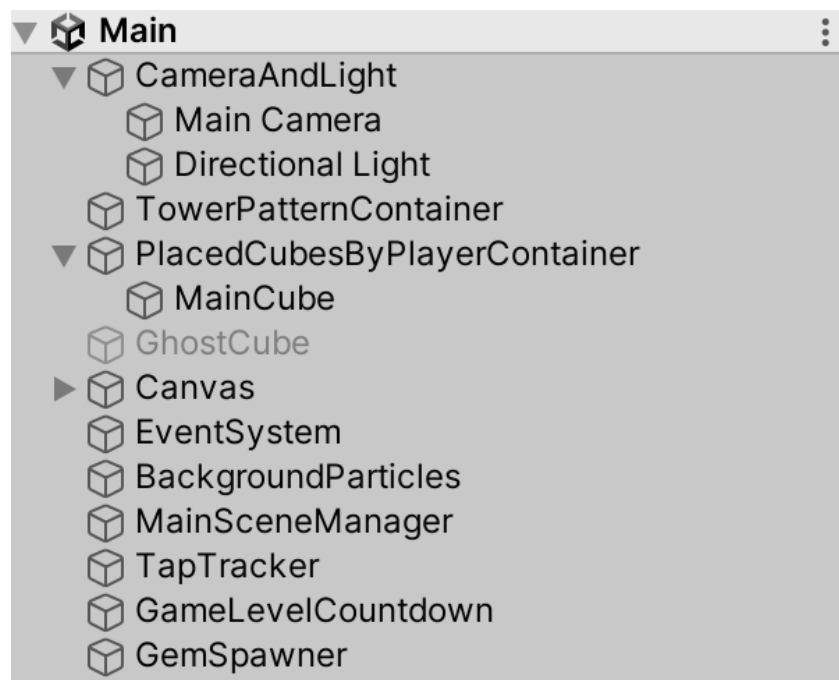 Main
CameraAndLight
Main Camera
Directional Light
TowerPatternContainer
PlacedCubesByPlayerContainer
MainCube
GhostCube
Canvas
EventSystem
BackgroundParticles
MainSceneManager
TapTracker
GameLevelCountdown
GemSpawner